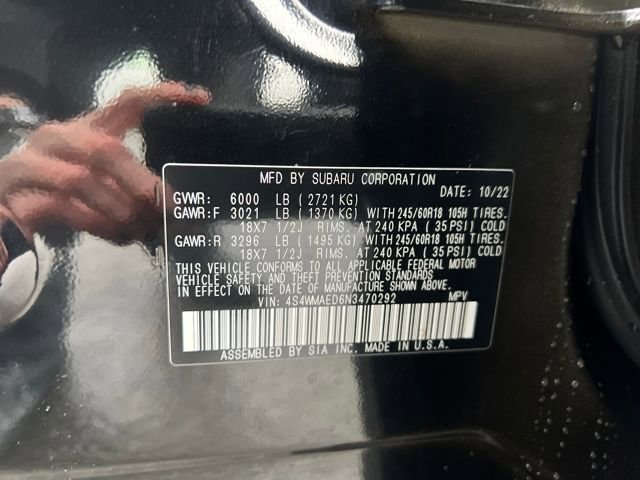 MFD BY SUBARU CORPORATION
DATE: 10/22
GVWR: 6000 LB ( 2721 KG)
GAWR: F 3021 LB ( 1370 KG) WITH 245/60R18 105H TIRES.
18X7 1/2J RIMS. AT 240 KPA ( 35 PSI) COLD
GAWR: R 3296 LB ( 1495 KG) WITH 245/60R18 105H TIRES.
18X7 1/2J RIMS. AT 240 KPA ( 35 PSI) COLD
THIS VEHICLE CONFORMS TO ALL APPLICABLE FEDERAL MOTOR
VEHICLE SAFETY AND THEFT PREVENTION STANDARDS
IN EFFECT ON THE DATE OF MANUFACTURE SHOWN ABOVE.
VIN: 4S4WMAED6N3470292 MPV
ASSEMBLED BY SIA INC. MADE IN U.S.A.